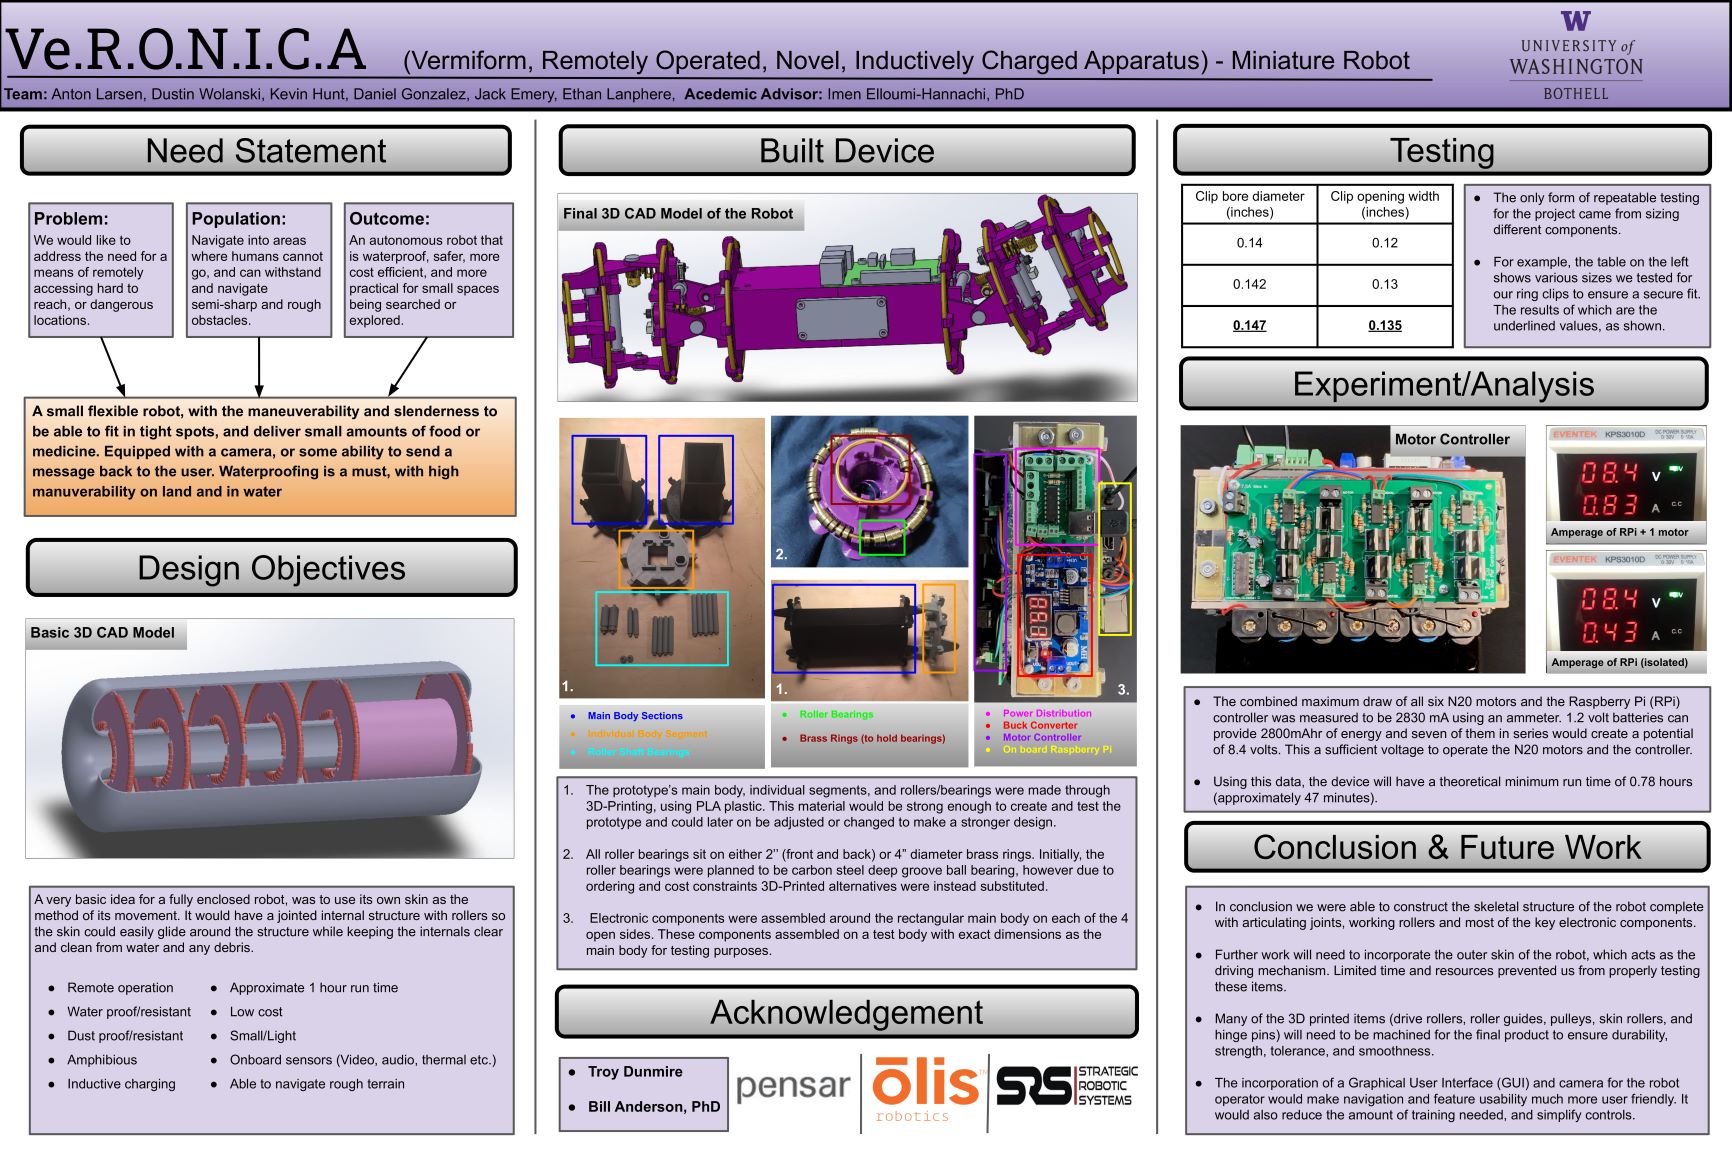 Ve.R.O.N.I.C.A (Vermiform, Remotely Operated, Novel, Inductively Charged Apparatus) - Miniature Robot
Team: Anton Larsen, Dustin Wolanski, Kevin Hunt, Daniel Gonzalez, Jack Emery, Ethan Lanphere, Acedemic Advisor: Imen Elloumi-Hannachi, PhD
W
UNIVERSITY of
WASHINGTON
BOTHELL
Need Statement
Problem:
We would like to
address the need for a
means of remotely
accessing hard to
reach, or dangerous
locations.
Population:
Navigate into areas
where humans cannot
go, and can withstand
and navigate
semi-sharp and rough
obstacles.
Outcome:
An autonomous robot that
is waterproof, safer, more
cost efficient, and more
practical for small spaces
being searched or
explored.
A small flexible robot, with the maneuverability and slenderness to
be able to fit in tight spots, and deliver small amounts of food or
medicine. Equipped with a camera, or some ability to send a
message back to the user. Waterproofing is a must, with high
manuverability on land and in water
Design Objectives
Basic 3D CAD Model
A very basic idea for a fully enclosed robot, was to use its own skin as the
method of its movement. It would have a jointed internal structure with rollers so
the skin could easily glide around the structure while keeping the internals clear
and clean from water and any debris.
● Remote operation
● Water proof/resistant
● Dust proof/resistant
● Amphibious
● Inductive charging
● Approximate 1 hour run time
● Low cost
● Small/Light
● Onboard sensors (Video, audio, thermal etc.)
● Able to navigate rough terrain
Built Device
Final 3D CAD Model of the Robot
1.
2.
1.
3.
● Main Body Sections
● Individual Body Segment
● Roller Shaft Bearings
● Roller Bearings
● Brass Rings (to hold bearings)
● Power Distribution
● Buck Converter
● Motor Controller
● On board Raspberry Pi
1. The prototype's main body, individual segments, and rollers/bearings were made through
3D-Printing, using PLA plastic. This material would be strong enough to create and test the
prototype and could later on be adjusted or changed to make a stronger design.
2. All roller bearings sit on either 2'' (front and back) or 4" diameter brass rings. Initially, the
roller bearings were planned to be carbon steel deep groove ball bearing, however due to
ordering and cost constraints 3D-Printed alternatives were instead substituted.
3. Electronic components were assembled around the rectangular main body on each of the 4
open sides. These components assembled on a test body with exact dimensions as the
main body for testing purposes.
Acknowledgement
● Troy Dunmire
● Bill Anderson, PhD
pensar
ōlis
robotics
SRS
STRATEGIC
ROBOTIC
SYSTEMS
Testing
Clip bore diameter
(inches)
Clip opening width
(inches)
0.14 0.12
0.142 0.13
0.147 0.135
● The only form of repeatable testing
for the project came from sizing
different components.
● For example, the table on the left
shows various sizes we tested for
our ring clips to ensure a secure fit.
The results of which are the
underlined values, as shown.
Experiment/Analysis
Motor Controller
EVENTEK KPS3010D DC POWER SUPPLY
08.4 V
0.83 A C.C
Amperage of RPi + 1 motor
EVENTEK KPS3010D DC POWER SUPPLY
08.4 V
0.43 A C.C
Amperage of RPi (isolated)
● The combined maximum draw of all six N20 motors and the Raspberry Pi (RPi)
controller was measured to be 2830 mA using an ammeter. 1.2 volt batteries can
provide 2800mAhr of energy and seven of them in series would create a potential
of 8.4 volts. This a sufficient voltage to operate the N20 motors and the controller.
● Using this data, the device will have a theoretical minimum run time of 0.78 hours
(approximately 47 minutes).
Conclusion & Future Work
● In conclusion we were able to construct the skeletal structure of the robot complete
with articulating joints, working rollers and most of the key electronic components.
● Further work will need to incorporate the outer skin of the robot, which acts as the
driving mechanism. Limited time and resources prevented us from properly testing
these items.
● Many of the 3D printed items (drive rollers, roller guides, pulleys, skin rollers, and
hinge pins) will need to be machined for the final product to ensure durability,
strength, tolerance, and smoothness.
● The incorporation of a Graphical User Interface (GUI) and camera for the robot
operator would make navigation and feature usability much more user friendly. It
would also reduce the amount of training needed, and simplify controls.